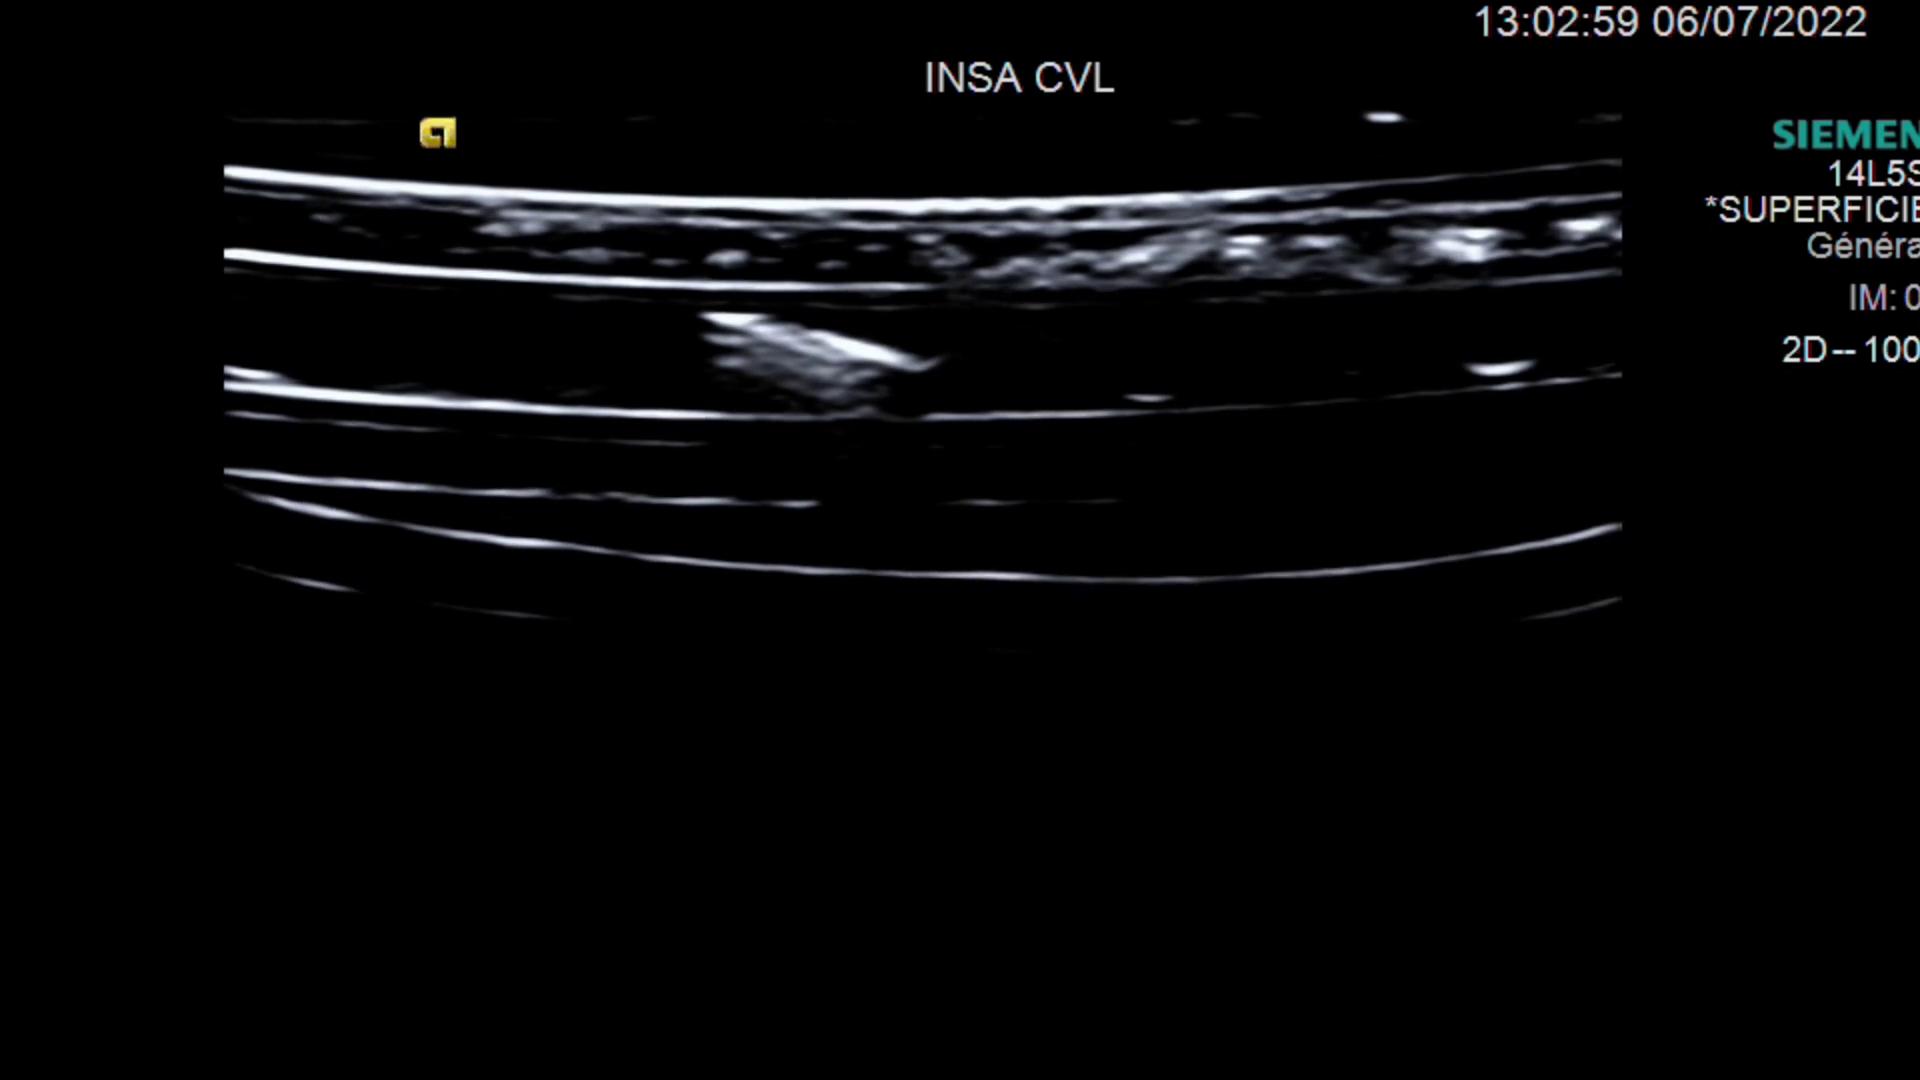 13:02:59 06/07/2022
INSA CVL
SIEMEN
14L5S
*SUPERFICIE
Généra
IM: 0
2D--100